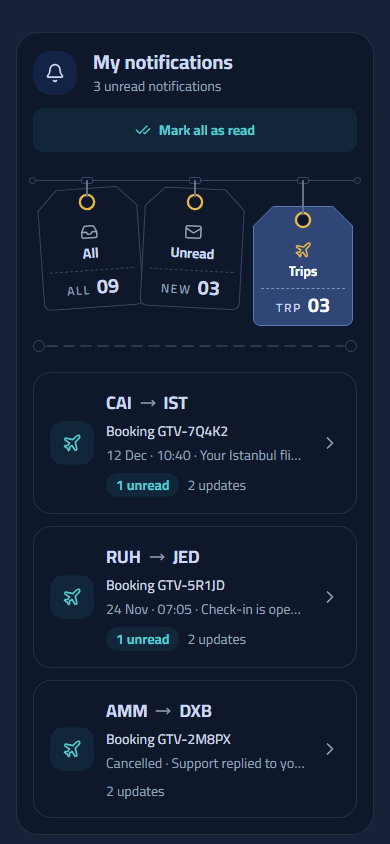 My notifications
3 unread notifications
Mark all as read
All
ALL 09
Unread
NEW 03
Trips
TRP 03
CAI → IST
Booking GTV-7Q4K2
12 Dec · 10:40 · Your Istanbul fli...
1 unread 2 updates
RUH → JED
Booking GTV-5R1JD
24 Nov · 07:05 · Check-in is ope...
1 unread 2 updates
AMM → DXB
Booking GTV-2M8PX
Cancelled · Support replied to yo...
2 updates